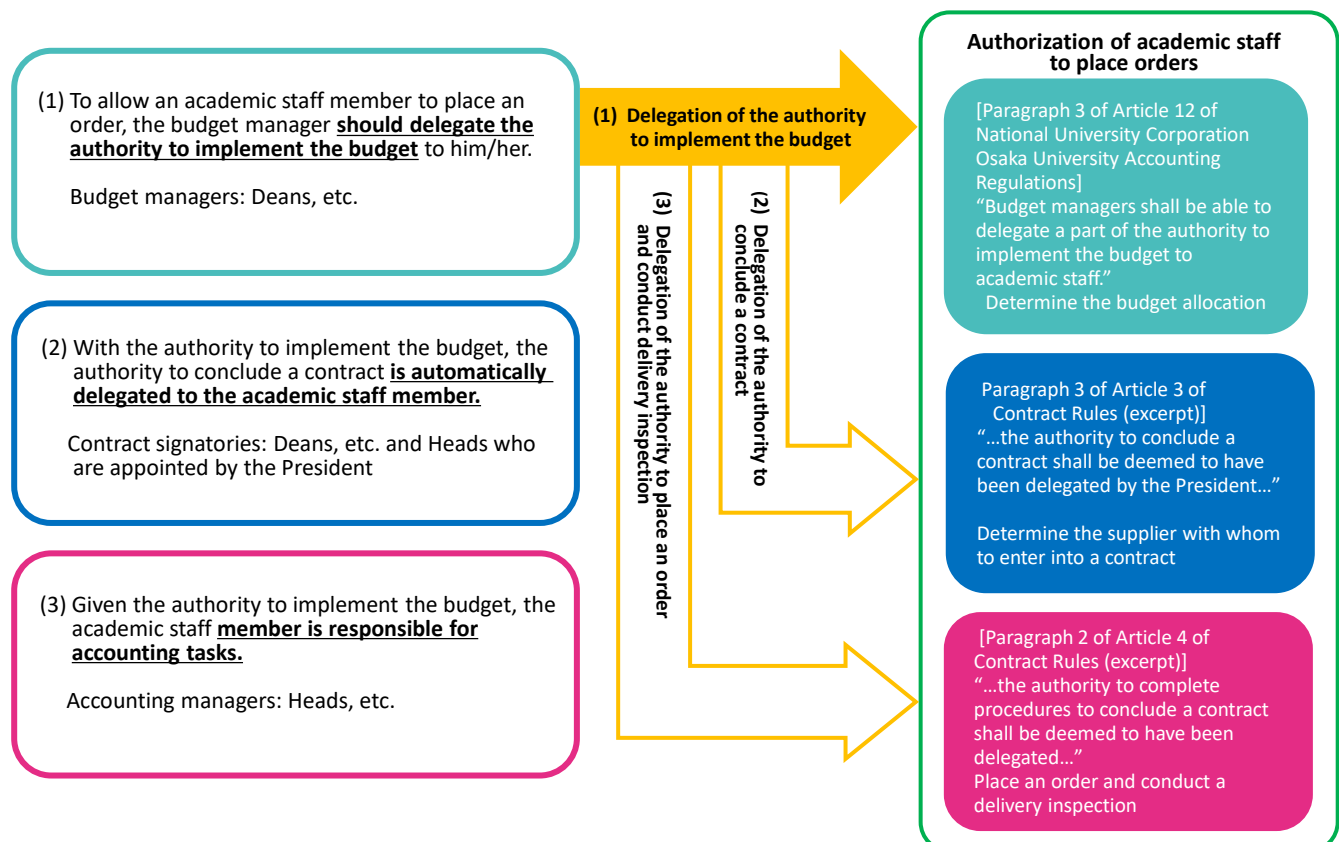 (1) To allow an academic staff member to place an
order, the budget manager should delegate the
authority to implement the budget to him/her.
Budget managers: Deans, etc.
(2) With the authority to implement the budget, the
authority to conclude a contract is automatically
delegated to the academic staff member.
Contract signatories: Deans, etc. and Heads who
are appointed by the President
(3) Given the authority to implement the budget, the
academic staff member is responsible for
accounting tasks.
Accounting managers: Heads, etc.
(1) Delegation of the authority
to implement the budget
(2) Delegation of the authority to
conclude a contract
(3) Delegation of the authority to place an order
and conduct delivery inspection
Authorization of academic staff
to place orders
[Paragraph 3 of Article 12 of
National University Corporation
Osaka University Accounting
Regulations]
“Budget managers shall be able to
delegate a part of the authority to
implement the budget to
academic staff.”
Determine the budget allocation
Paragraph 3 of Article 3 of
Contract Rules (excerpt)]
“...the authority to conclude a
contract shall be deemed to have
been delegated by the President...”
Determine the supplier with whom
to enter into a contract
[Paragraph 2 of Article 4 of
Contract Rules (excerpt)]
“...the authority to complete
procedures to conclude a contract
shall be deemed to have been
delegated...”
Place an order and conduct a
delivery inspection